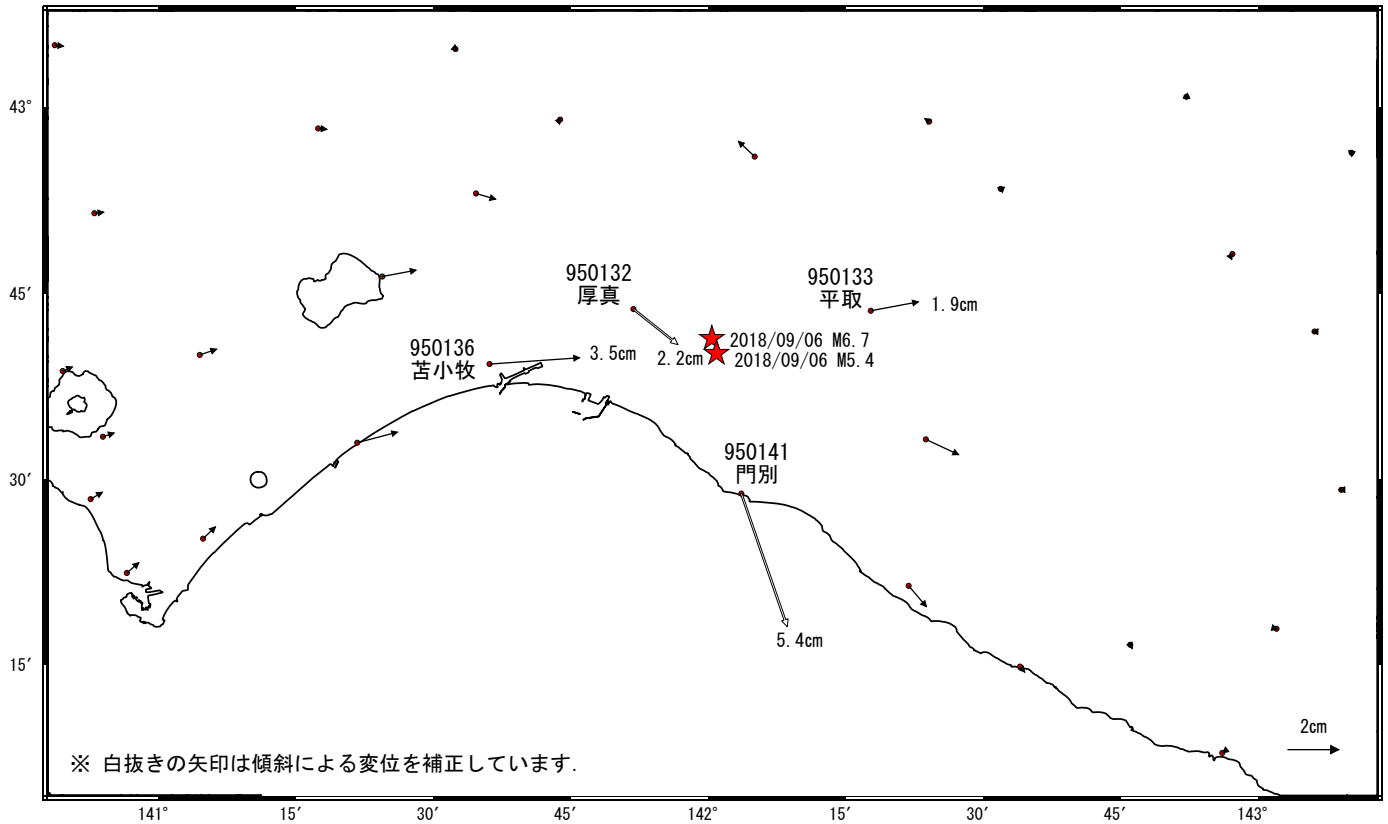 43°
950132
厚真
950133
平取
45′
1.9cm
2018/09/06 M6.7
2018/09/06 M5.4
2.2cm
950136
苫小牧
3.5cm
950141
門別
30′
5.4cm
15′
2cm
※ 白抜きの矢印は傾斜による変位を補正しています.
141° 15′ 30′ 45′ 142° 15′ 30′ 45′ 143°